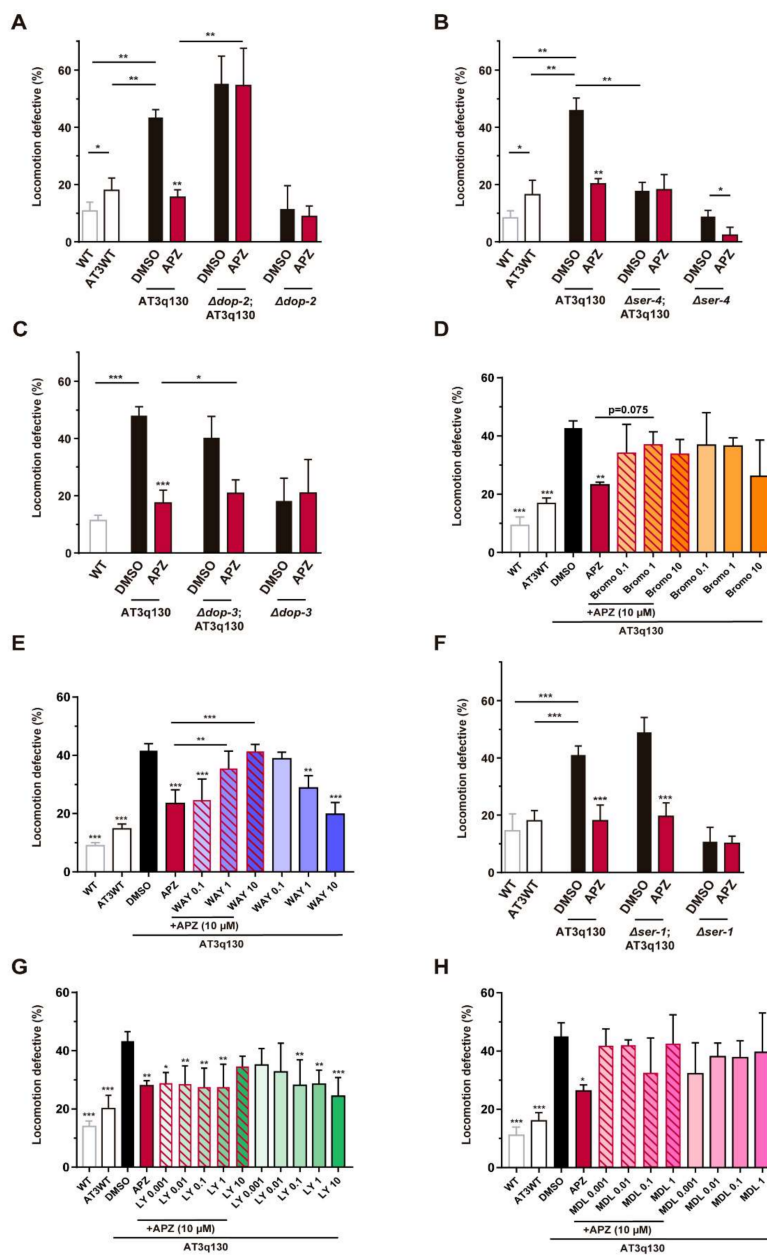 A
Locomotion defective (%)
60
40
20
0
**
**
**
*
**
WT
AT3WT
DMSO
APZ
DMSO
APZ
DMSO
APZ
AT3q130
Δdop-2;
AT3q130
Δdop-2
B
Locomotion defective (%)
60
40
20
0
**
**
**
*
**
*
WT
AT3WT
DMSO
APZ
DMSO
APZ
DMSO
APZ
AT3q130
Δser-4;
AT3q130
Δser-4
C
Locomotion defective (%)
60
40
20
0
***
*
***
WT
DMSO
APZ
DMSO
APZ
DMSO
APZ
AT3q130
Δdop-3;
AT3q130
Δdop-3
D
Locomotion defective (%)
60
40
20
0
p=0.075
***
***
**
WT
AT3WT
DMSO
APZ
Bromo 0.1
Bromo 1
Bromo 10
Bromo 0.1
Bromo 1
Bromo 10
+APZ (10 µM)
AT3q130
E
Locomotion defective (%)
60
40
20
0
***
**
***
***
***
***
**
***
WT
AT3WT
DMSO
APZ
WAY 0.1
WAY 1
WAY 10
WAY 0.1
WAY 1
WAY 10
+APZ (10 µM)
AT3q130
F
Locomotion defective (%)
60
40
20
0
***
***
***
***
WT
AT3WT
DMSO
APZ
DMSO
APZ
DMSO
APZ
AT3q130
Δser-1;
AT3q130
Δser-1
G
Locomotion defective (%)
60
40
20
0
***
***
**
*
**
**
**
**
**
***
WT
AT3WT
DMSO
APZ
LY 0.001
LY 0.01
LY 0.1
LY 1
LY 10
LY 0.001
LY 0.01
LY 0.1
LY 1
LY 10
+APZ (10 µM)
AT3q130
H
Locomotion defective (%)
60
40
20
0
***
***
*
WT
AT3WT
DMSO
APZ
MDL 0.001
MDL 0.01
MDL 0.1
MDL 1
MDL 0.001
MDL 0.01
MDL 0.1
MDL 1
+APZ (10 µM)
AT3q130